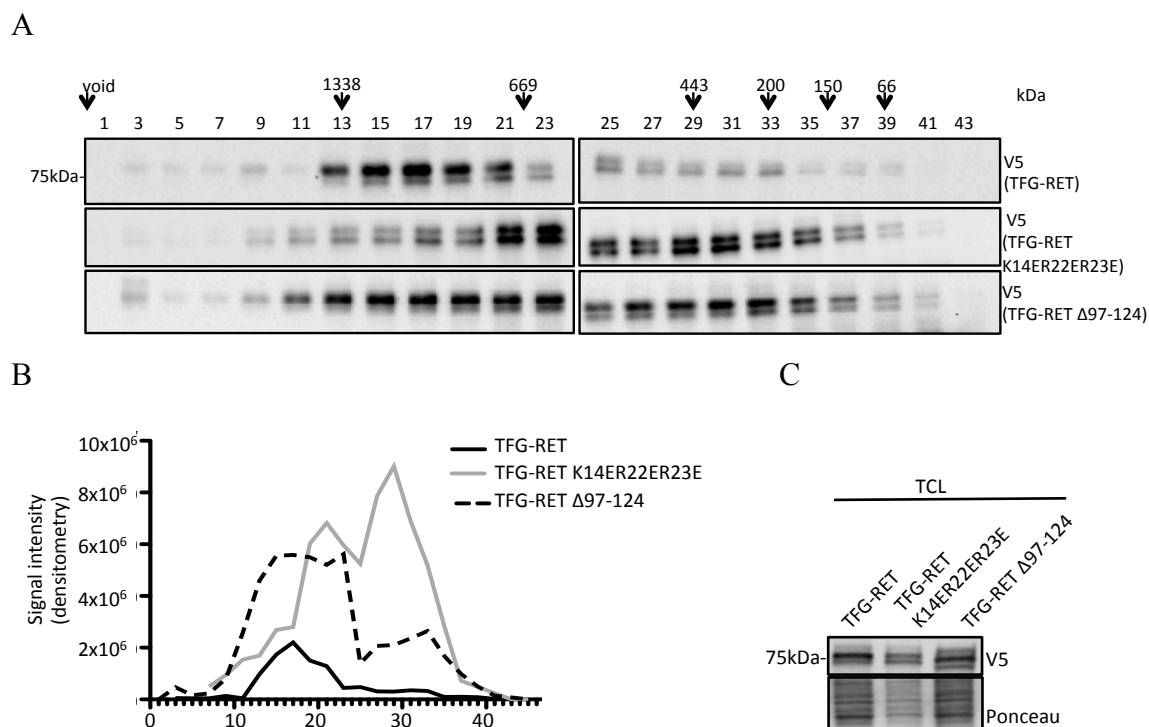 A
void 1338 669 443 200 150 66 kDa
1 3 5 7 9 11 13 15 17 19 21 23 25 27 29 31 33 35 37 39 41 43
75kDa-
V5
(TFG-RET)
V5
(TFG-RET
K14ER22ER23E)
V5
(TFG-RET Δ97-124)
B
Signal intensity
(densitometry)
10x10⁶
8x10⁶
6x10⁶
4x10⁶
2x10⁶
0 10 20 30 40
TFG-RET
TFG-RET K14ER22ER23E
TFG-RET Δ97-124
C
TCL
TFG-RET
TFG-RET
K14ER22ER23E
TFG-RET Δ97-124
75kDa-
V5
Ponceau